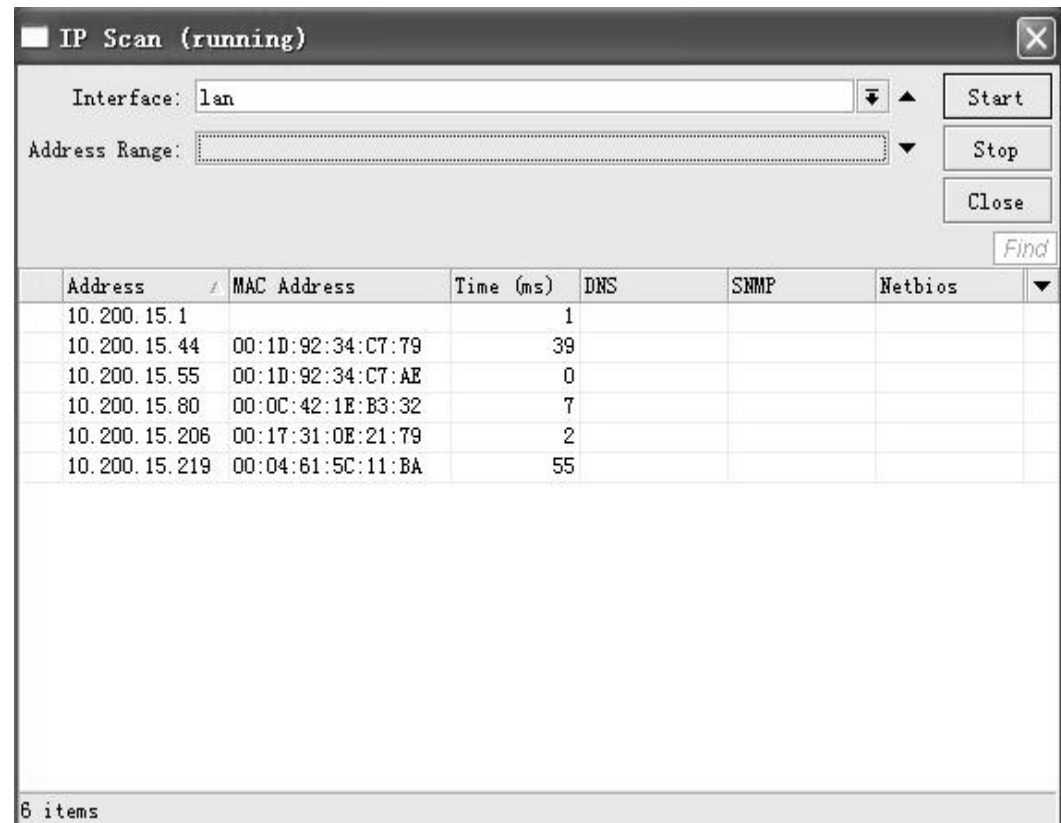 IP Scan (running)
Interface: lan Start
Address Range: Stop
Close
Find
Address MAC Address Time (ms) DNS SNMP Netbios
10.200.15.1 1
10.200.15.44 00:1D:92:34:C7:79 39
10.200.15.55 00:1D:92:34:C7:AE 0
10.200.15.80 00:0C:42:1E:B3:32 7
10.200.15.206 00:17:31:0E:21:79 2
10.200.15.219 00:04:61:5C:11:BA 55
6 items